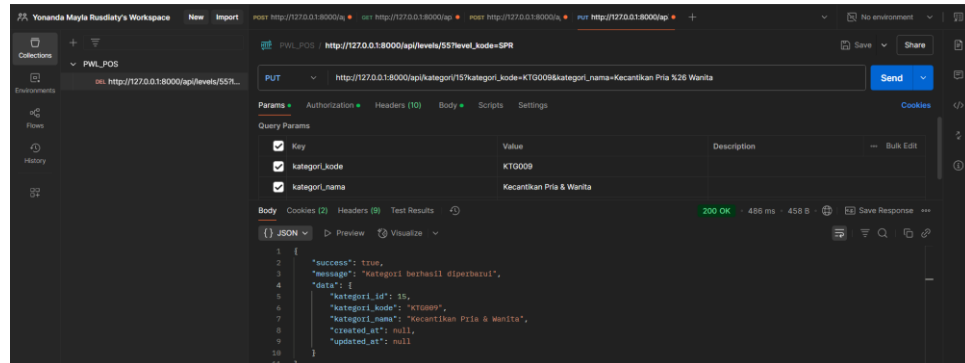 Yonanda Mayla Rusdiaty's Workspace New Import POST http://127.0.0.1:8000/a GET http://127.0.0.1:8000/ap POST http://127.0.0.1:8000/a, PUT http://127.0.0.1:8000/ap + No environment
Collections
PWL_POS / http://127.0.0.1:8000/api/levels/55?level_kode=SPR Save Share
PWL_POS
DEL http://127.0.0.1:8000/api/levels/55?l...
Environments
PUT http://127.0.0.1:8000/api/kategori/15?kategori_kode=KTG009&kategori_nama=Kecantikan Pria %26 Wanita Send
Flows
Params Authorization Headers (10) Body Scripts Settings Cookies
Query Params
History
Key Value Description Bulk Edit
kategori_kode KTG009
kategori_nama Kecantikan Pria & Wanita
Body Cookies (2) Headers (9) Test Results 200 OK 486 ms 458 B Save Response
{ } JSON Preview Visualize
1 {
2 "success": true,
3 "message": "Kategori berhasil diperbarui",
4 "data": {
5 "kategori_id": 15,
6 "kategori_kode": "KTG009",
7 "kategori_nama": "Kecantikan Pria & Wanita",
8 "created_at": null,
9 "updated_at": null
10 }